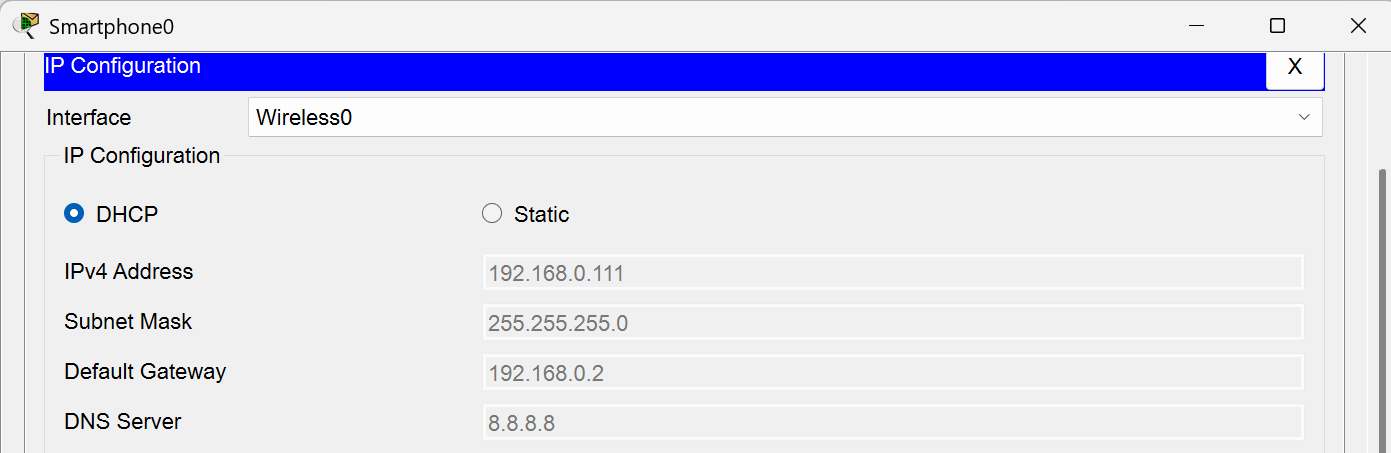 Smartphone0
IP Configuration X
Interface Wireless0
IP Configuration
DHCP Static
IPv4 Address 192.168.0.111
Subnet Mask 255.255.255.0
Default Gateway 192.168.0.2
DNS Server 8.8.8.8